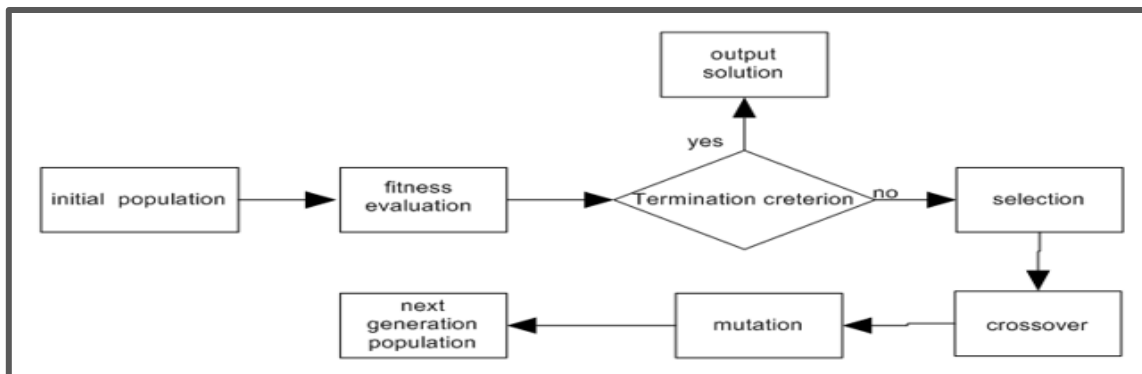 output
solution
yes
initial population
fitness
evaluation
Termination creterion
no
selection
next
generation
population
mutation
crossover